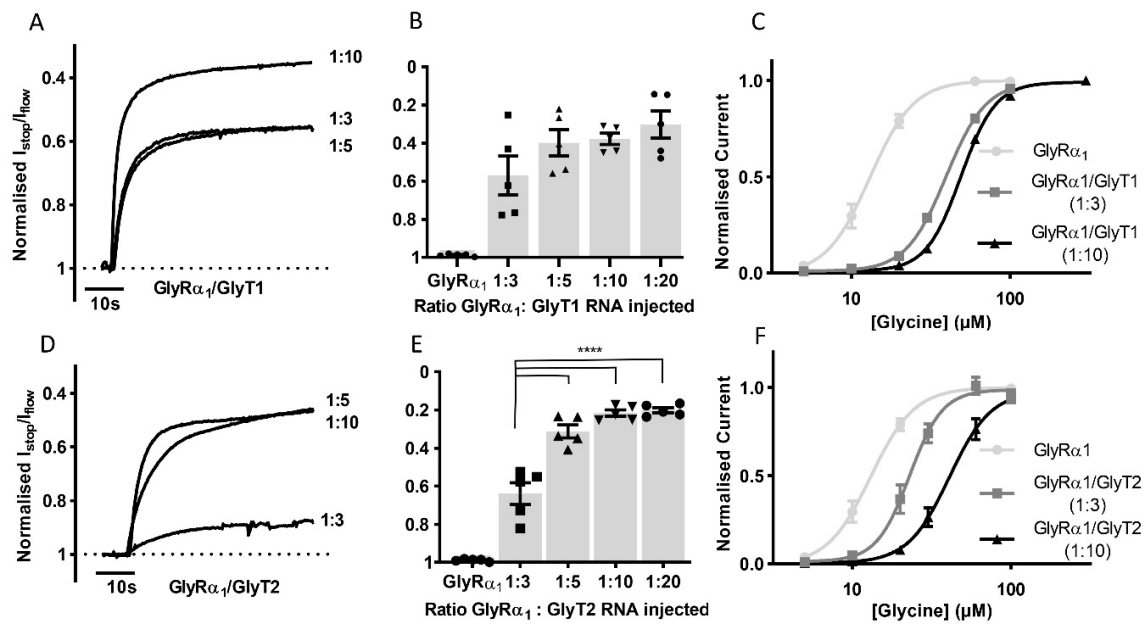 A
Normalised Istop/Iflow
0.4
0.6
0.8
1
1:10
1:3
1:5
10s
GlyRα1/GlyT1
B
0
0.2
0.4
0.6
0.8
1
GlyRα1 1:3 1:5 1:10 1:20
Ratio GlyRα1: GlyT1 RNA injected
C
Normalised Current
1.0
0.5
0.0
10 100
[Glycine] (µM)
GlyRα1
GlyRα1/GlyT1
(1:3)
GlyRα1/GlyT1
(1:10)
D
Normalised Istop/Iflow
0.4
0.6
0.8
1
1:5
1:10
1:3
10s
GlyRα1/GlyT2
E
****
0
0.2
0.4
0.6
0.8
1
GlyRα1 1:3 1:5 1:10 1:20
Ratio GlyRα1 : GlyT2 RNA injected
F
Normalised Current
1.0
0.5
0.0
10 100
[Glycine] (µM)
GlyRα1
GlyRα1/GlyT2
(1:3)
GlyRα1/GlyT2
(1:10)